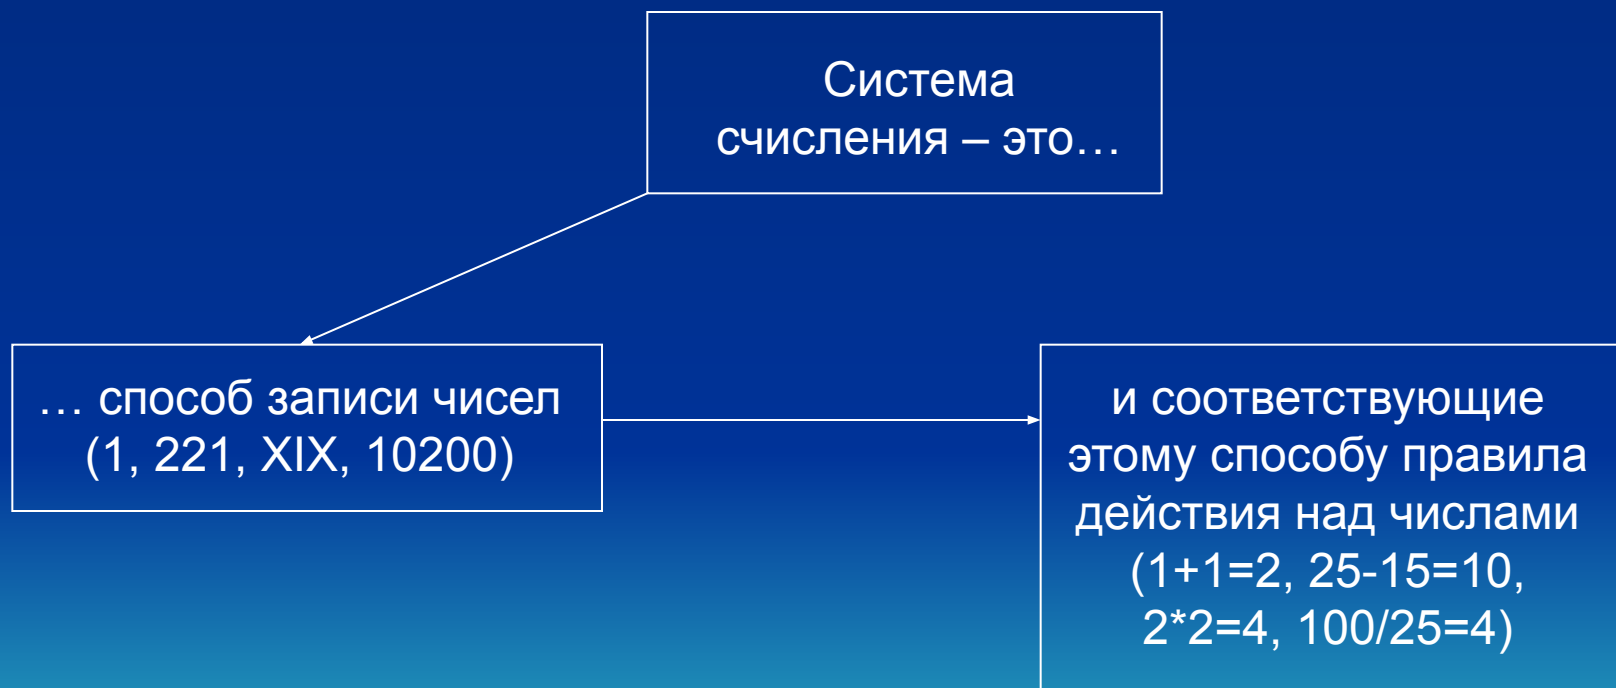 Система
счисления – это…
… способ записи чисел
(1, 221, XIX, 10200)
и соответствующие
этому способу правила
действия над числами
(1+1=2, 25-15=10,
2*2=4, 100/25=4)